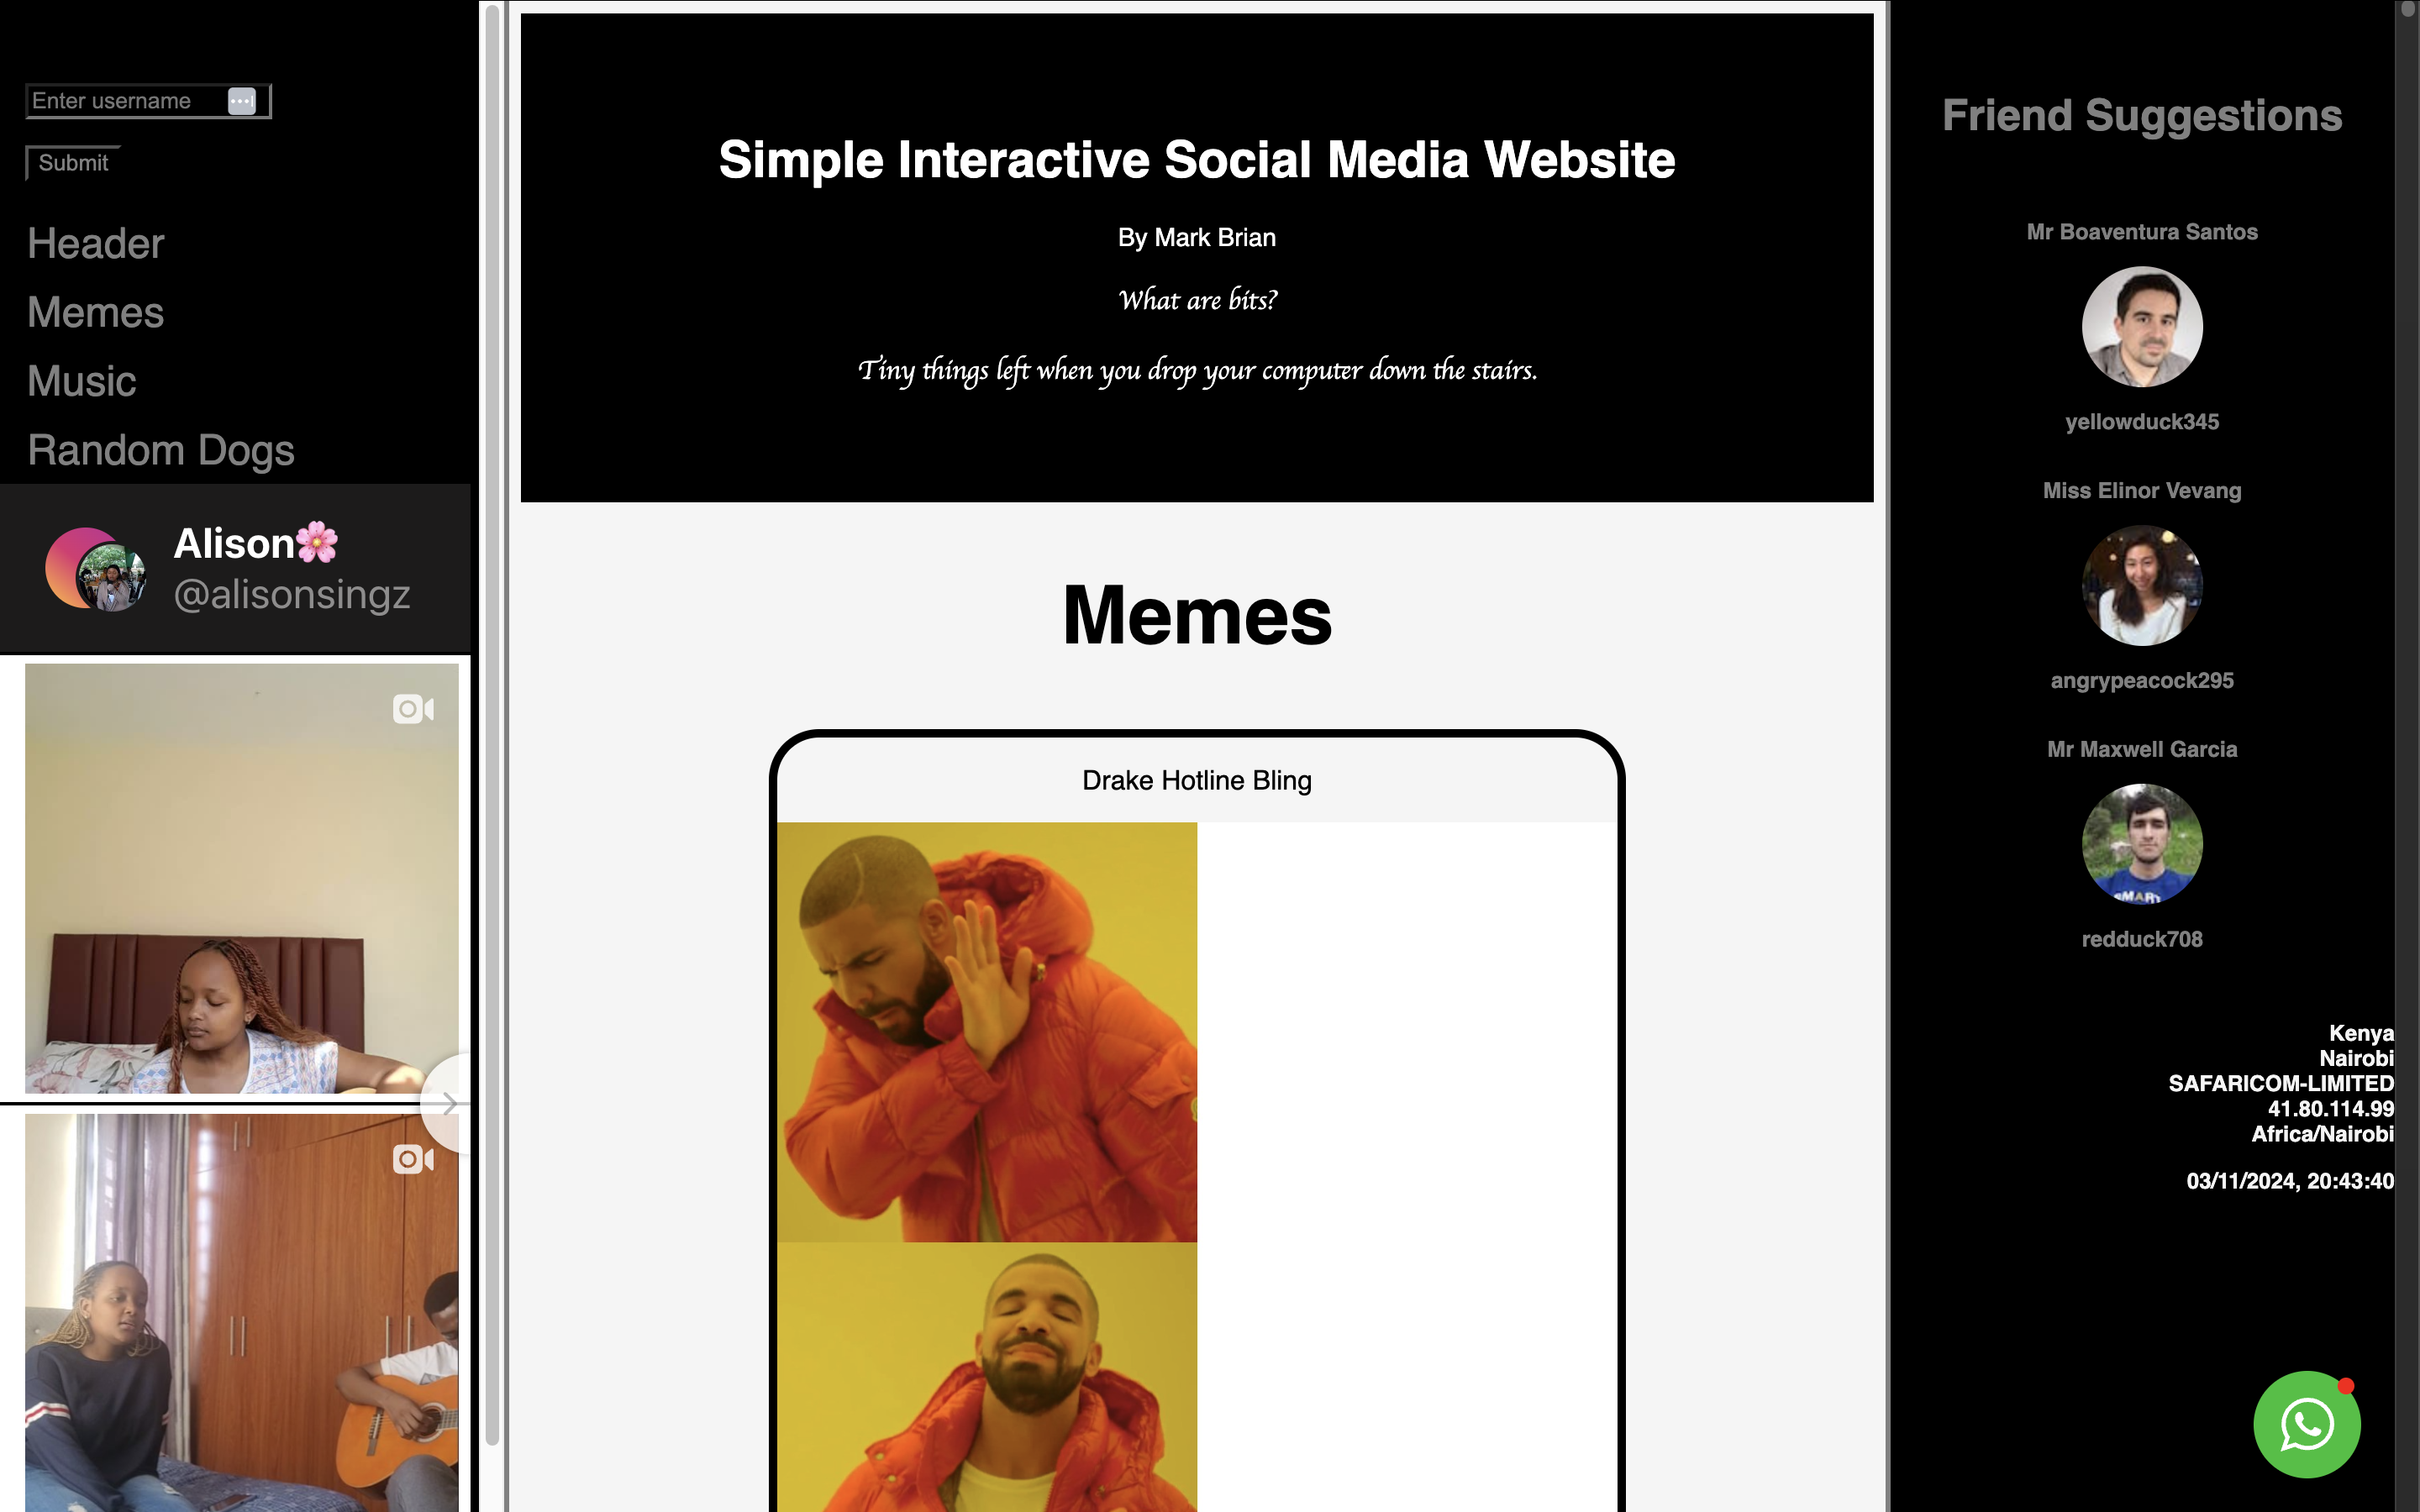 Enter username
Submit
Header
Memes
Music
Random Dogs
Alison🌸
@alisonsingz
Simple Interactive Social Media Website
By Mark Brian
What are bits?
Tiny things left when you drop your computer down the stairs.
Memes
Drake Hotline Bling
Friend Suggestions
Mr Boaventura Santos
yellowduck345
Miss Elinor Vevang
angrypeacock295
Mr Maxwell Garcia
SMART
redduck708
Kenya
Nairobi
SAFARICOM-LIMITED
41.80.114.99
Africa/Nairobi
03/11/2024, 20:43:40